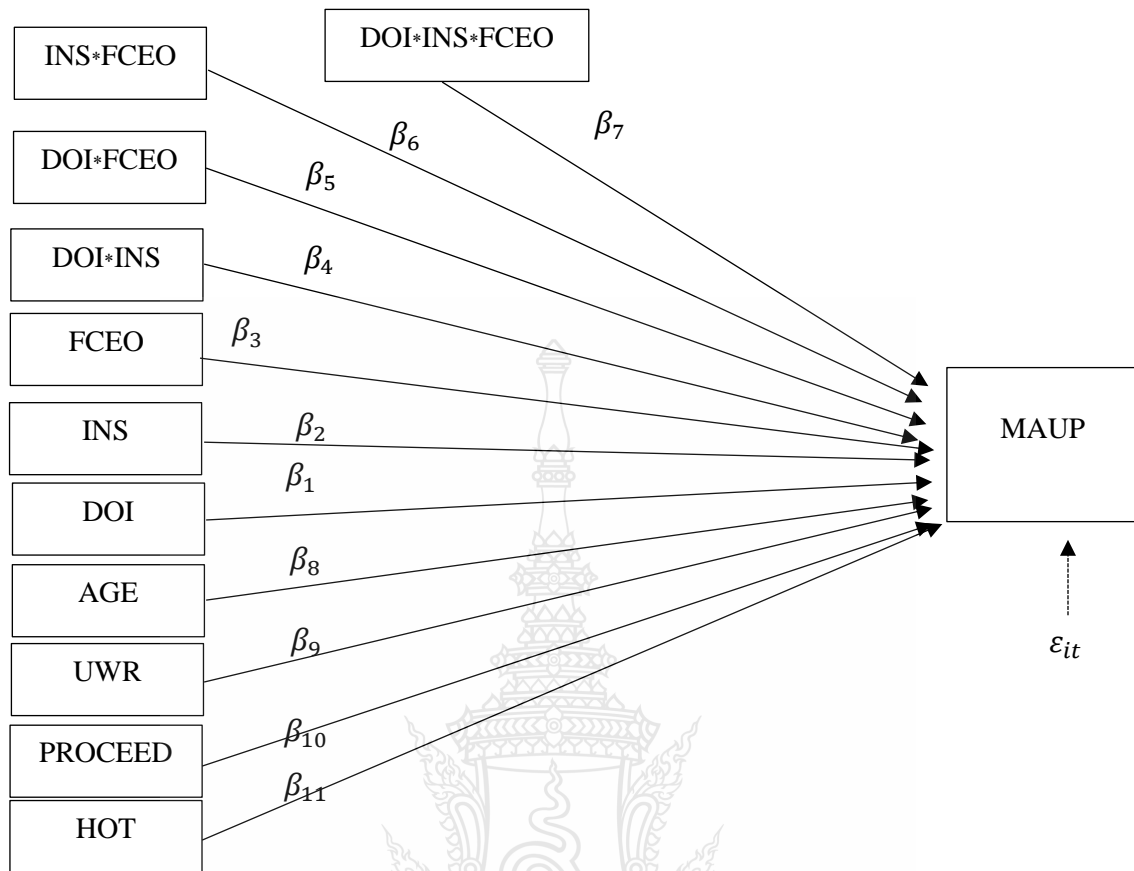 DOI*INS*FCEO
INS*FCEO
β7
β6
DOI*FCEO
β5
DOI*INS
β4
FCEO
β3
INS
β2
MAUP
β1
DOI
AGE
β8
UWR
β9
εit
PROCEED
β10
β11
HOT